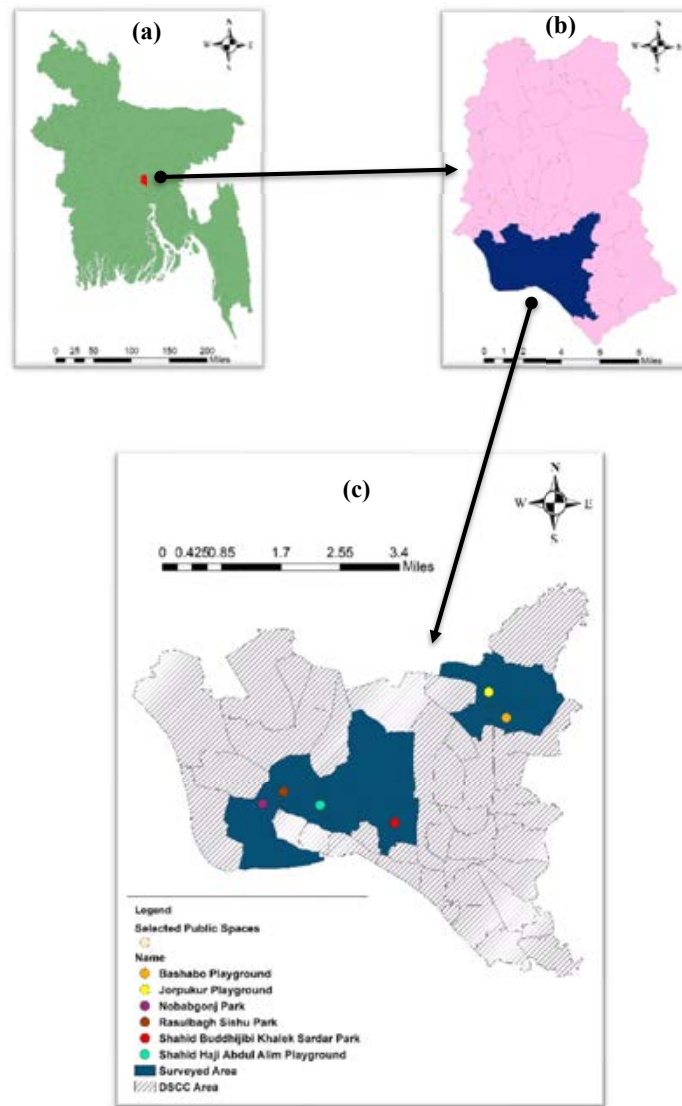 (a)
N
W E
S
0 25 50 100 150 200
Miles
(b)
N
W
S
0 1 2 4 6
Miles
(c)
N
W E
S
0 0.425 0.85 1.7 2.55 3.4
Miles
Legend
Selected Public Spaces
Name
Bashabo Playground
Jorpukur Playground
Nobabgonj Park
Rasulbagh Sishu Park
Shahid Buddhijibi Khalek Sardar Park
Shahid Haji Abdul Alim Playground
Surveyed Area
DSCC Area